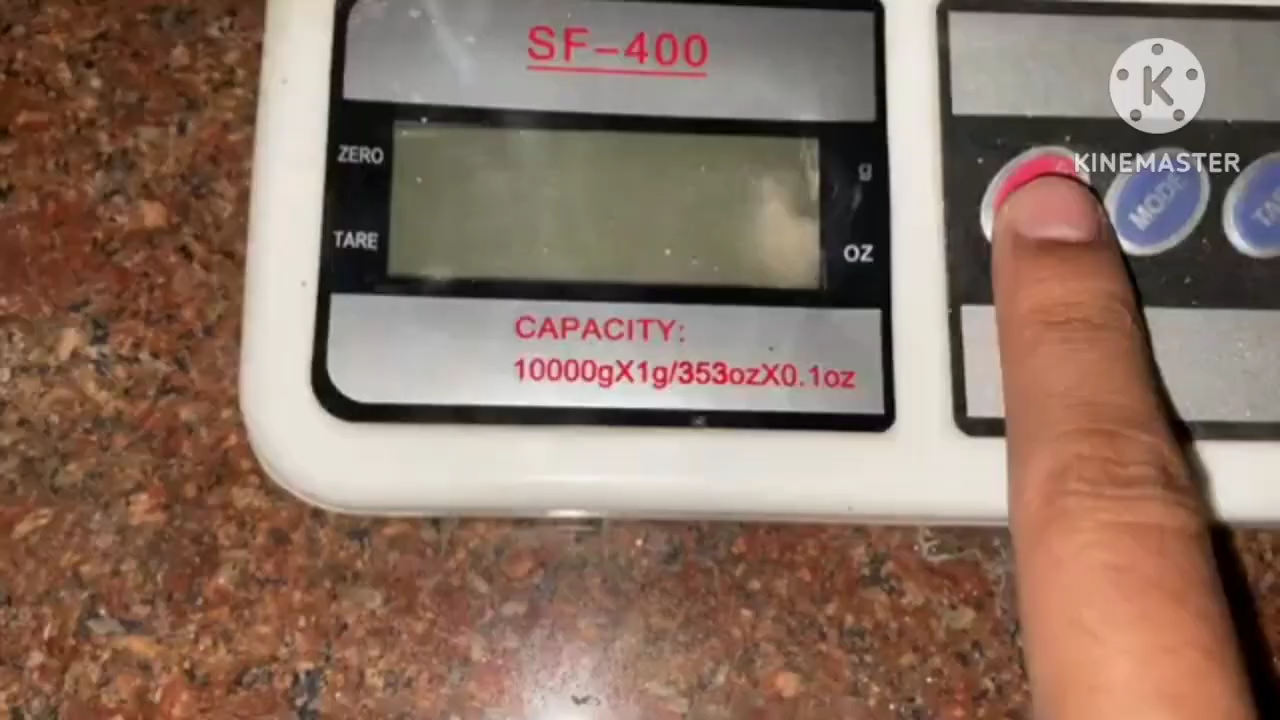 SF-400
ZERO
g
TARE
OZ
CAPACITY:
10000gX1g/353ozX0.1oz
MODE
K
KINEMASTER